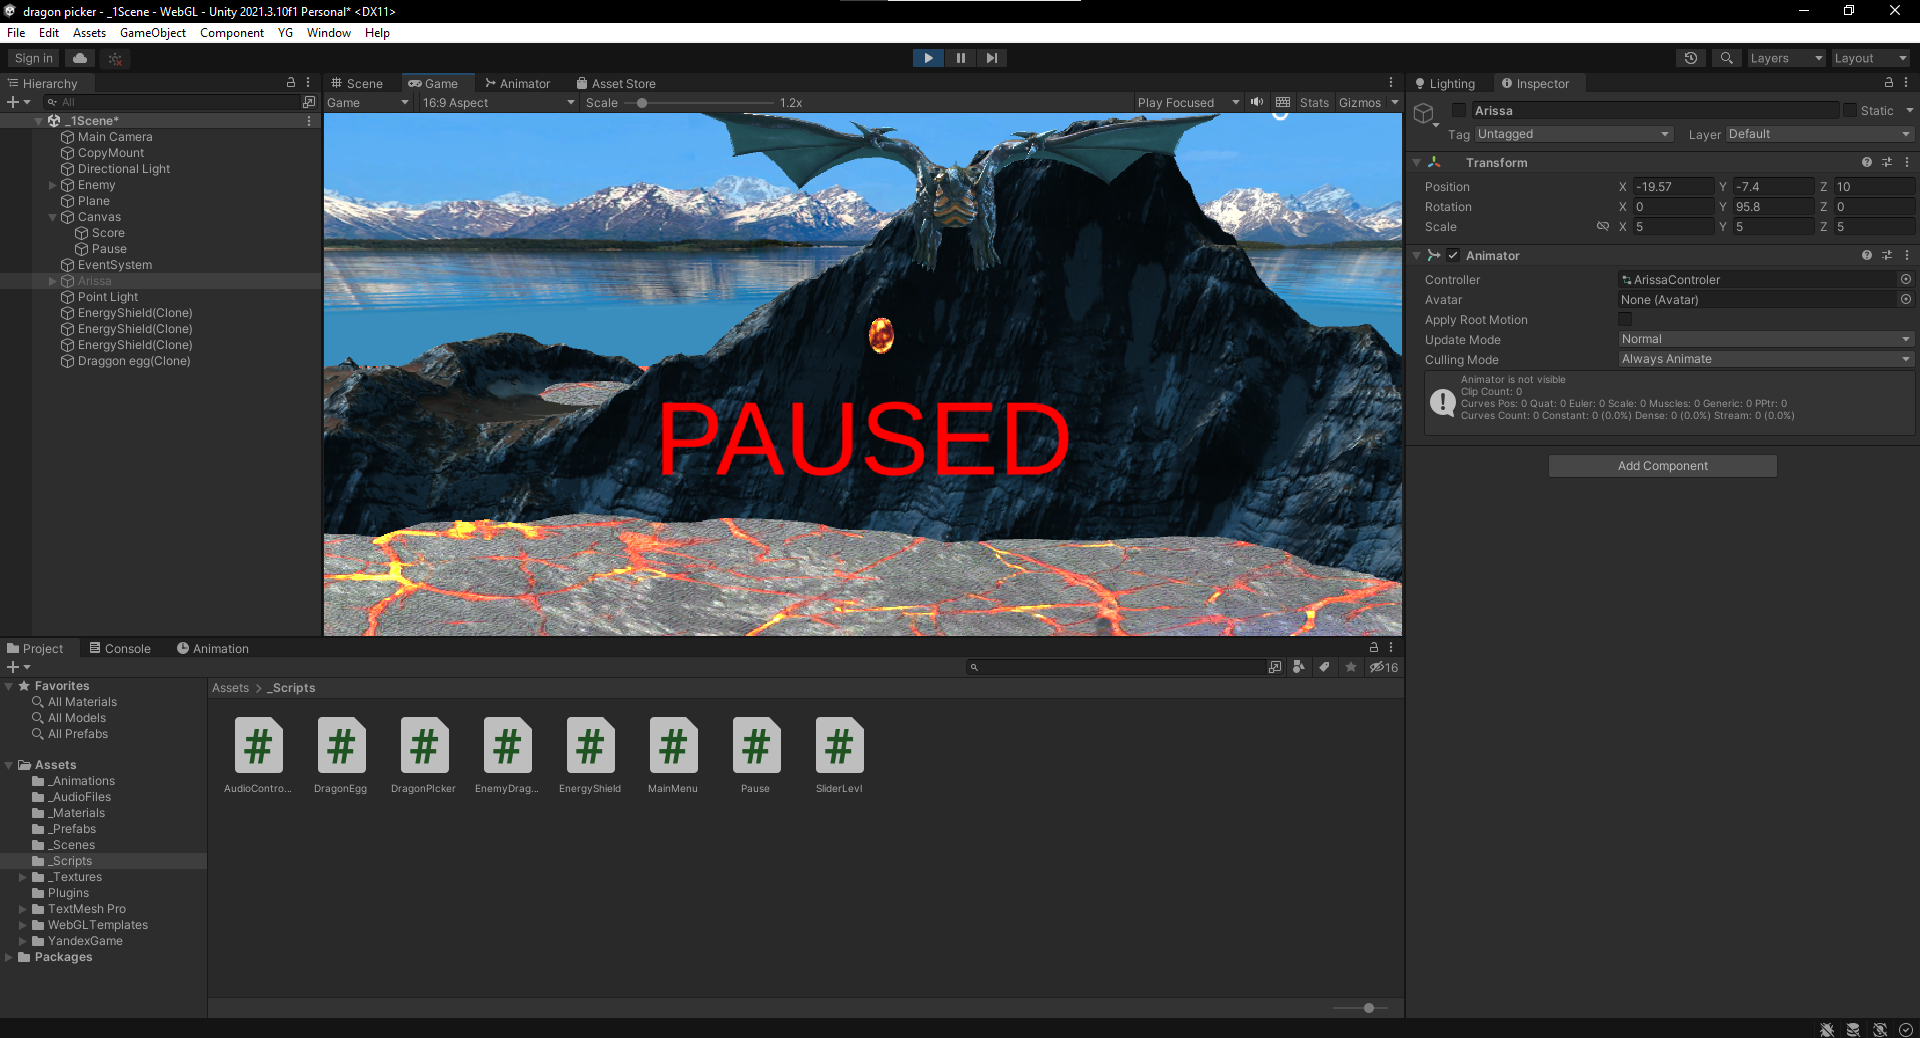 dragon picker - _1Scene - WebGL - Unity 2021.3.10f1 Personal* <DX11>
File Edit Assets GameObject Component YG Window Help
Sign in
Layers
Layout
Hierarchy
All
_1Scene*
Main Camera
CopyMount
Directional Light
Enemy
Plane
Canvas
Score
Pause
EventSystem
Arissa
Point Light
EnergyShield(Clone)
EnergyShield(Clone)
EnergyShield(Clone)
Draggon egg(Clone)
Scene Game Animator Asset Store
Game 16:9 Aspect Scale 1.2x Play Focused Stats Gizmos
PAUSED
Lighting Inspector
Arissa Static
Tag Untagged Layer Default
Transform
Position X -19.57 Y -7.4 Z 10
Rotation X 0 Y 95.8 Z 0
Scale X 5 Y 5 Z 5
Animator
Controller ArissaControler
Avatar None (Avatar)
Apply Root Motion
Update Mode Normal
Culling Mode Always Animate
Animator is not visible
Clip Count: 0
Curves Pos: 0 Quat: 0 Euler: 0 Scale: 0 Muscles: 0 Generic: 0 PPtr: 0
Curves Count: 0 Constant: 0 (0.0%) Dense: 0 (0.0%) Stream: 0 (0.0%)
Add Component
Project Console Animation
16
Favorites
All Materials
All Models
All Prefabs
Assets
_Animations
_AudioFiles
_Materials
_Prefabs
_Scenes
_Scripts
_Textures
Plugins
TextMesh Pro
WebGLTemplates
YandexGame
Packages
Assets > _Scripts
# # # # # # # #
AudioContro... DragonEgg DragonPIcker EnemyDrag... EnergyShield MainMenu Pause SliderLevl